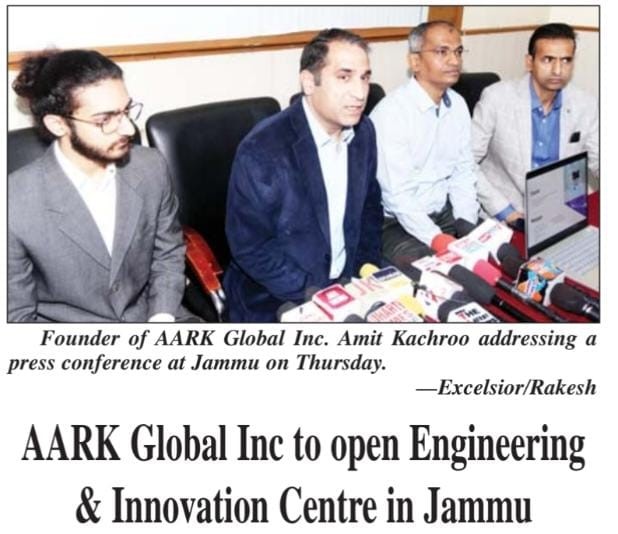 Founder of AARK Global Inc. Amit Kachroo addressing a
press conference at Jammu on Thursday.
—Excelsior/Rakesh
AARK Global Inc to open Engineering
& Innovation Centre in Jammu